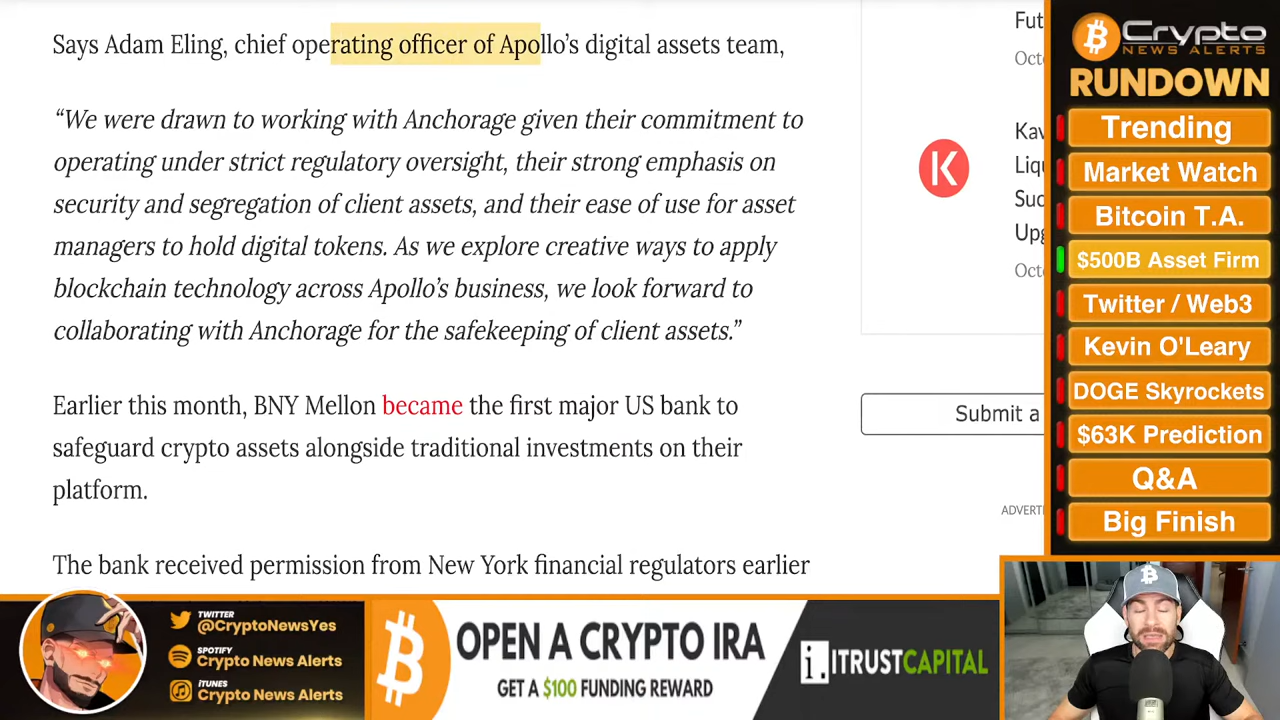 Says Adam Eling, chief operating officer of Apollo's digital assets team,
“We were drawn to working with Anchorage given their commitment to
operating under strict regulatory oversight, their strong emphasis on
security and segregation of client assets, and their ease of use for asset
managers to hold digital tokens. As we explore creative ways to apply
blockchain technology across Apollo's business, we look forward to
collaborating with Anchorage for the safekeeping of client assets.”
Earlier this month, BNY Mellon became the first major US bank to
safeguard crypto assets alongside traditional investments on their
platform.
The bank received permission from New York financial regulators earlier
Submit a
Crypto
NEWS ALERTS
RUNDOWN
Trending
Market Watch
Bitcoin T.A.
$500B Asset Firm
Twitter / Web3
Kevin O'Leary
DOGE Skyrockets
$63K Prediction
Q&A
Big Finish
TWITTER
@CryptoNewsYes
SPOTIFY
Crypto News Alerts
iTUNES
Crypto News Alerts
OPEN A CRYPTO IRA
GET A $100 FUNDING REWARD
i. ITRUSTCAPITAL